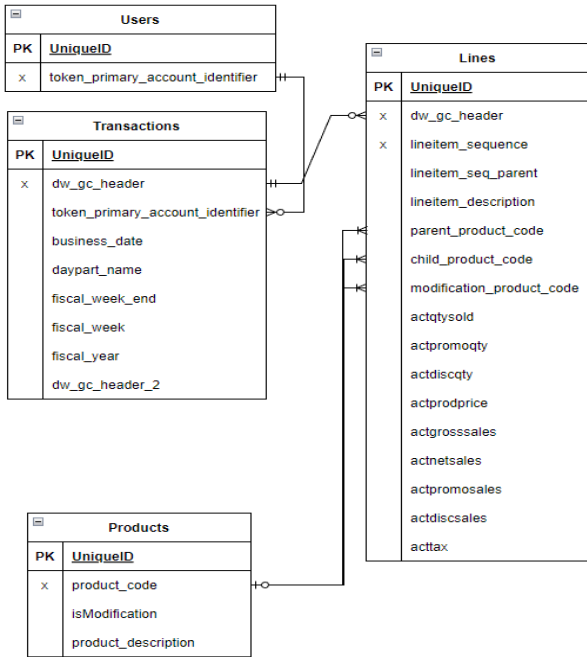 Users
PK UniqueID
x token_primary_account_identifier
Transactions
PK UniqueID
x dw_gc_header
token_primary_account_identifier
business_date
daypart_name
fiscal_week_end
fiscal_week
fiscal_year
dw_gc_header_2
Lines
PK UniqueID
x dw_gc_header
x lineitem_sequence
lineitem_seq_parent
lineitem_description
parent_product_code
child_product_code
modification_product_code
actqtysold
actpromoqty
actdiscqty
actprodprice
actgrosssales
actnetsales
actpromosales
actdiscsales
acttax
Products
PK UniqueID
x product_code
isModification
product_description